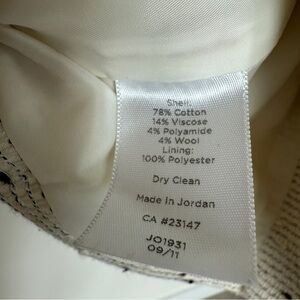 Shell:
78% Cotton
14% Viscose
4% Polyamide
4% Wool
Lining:
100% Polyester
Dry Clean
Made in Jordan
CA #23147
JO1931
09/11